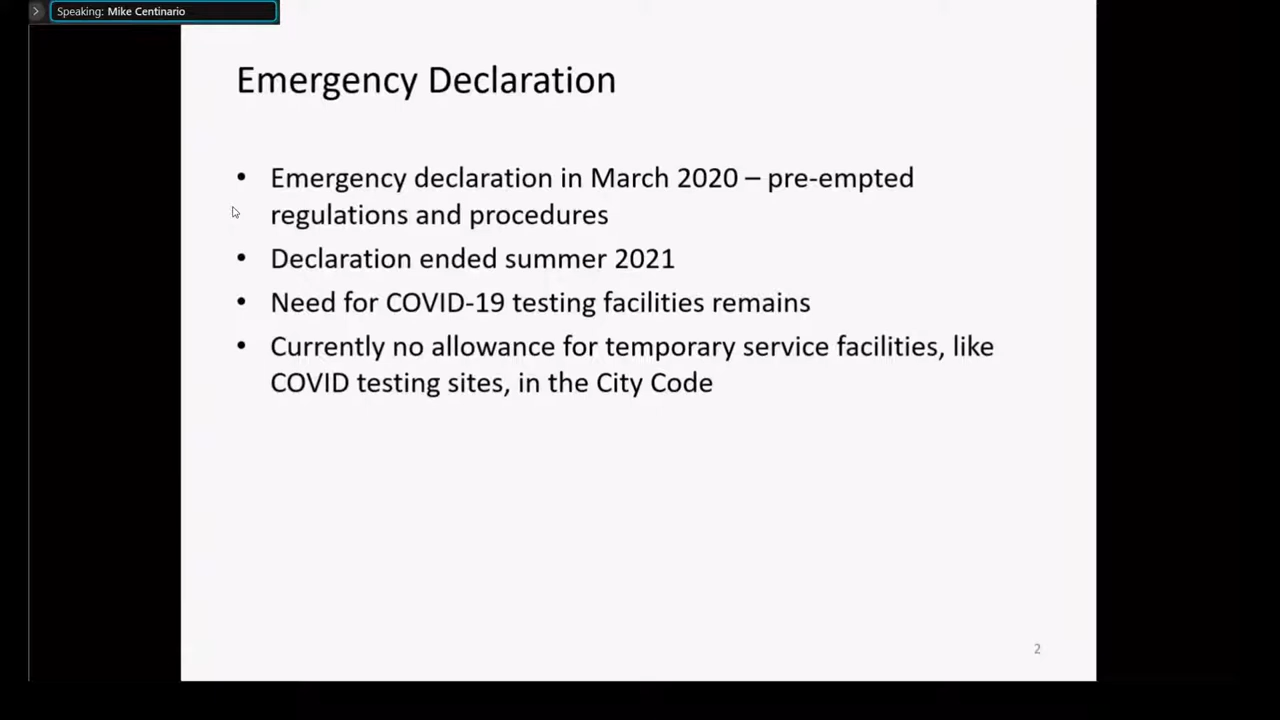 Speaking: Mike Centinario
Emergency Declaration
• Emergency declaration in March 2020 – pre-empted
regulations and procedures
• Declaration ended summer 2021
• Need for COVID-19 testing facilities remains
• Currently no allowance for temporary service facilities, like
COVID testing sites, in the City Code
2